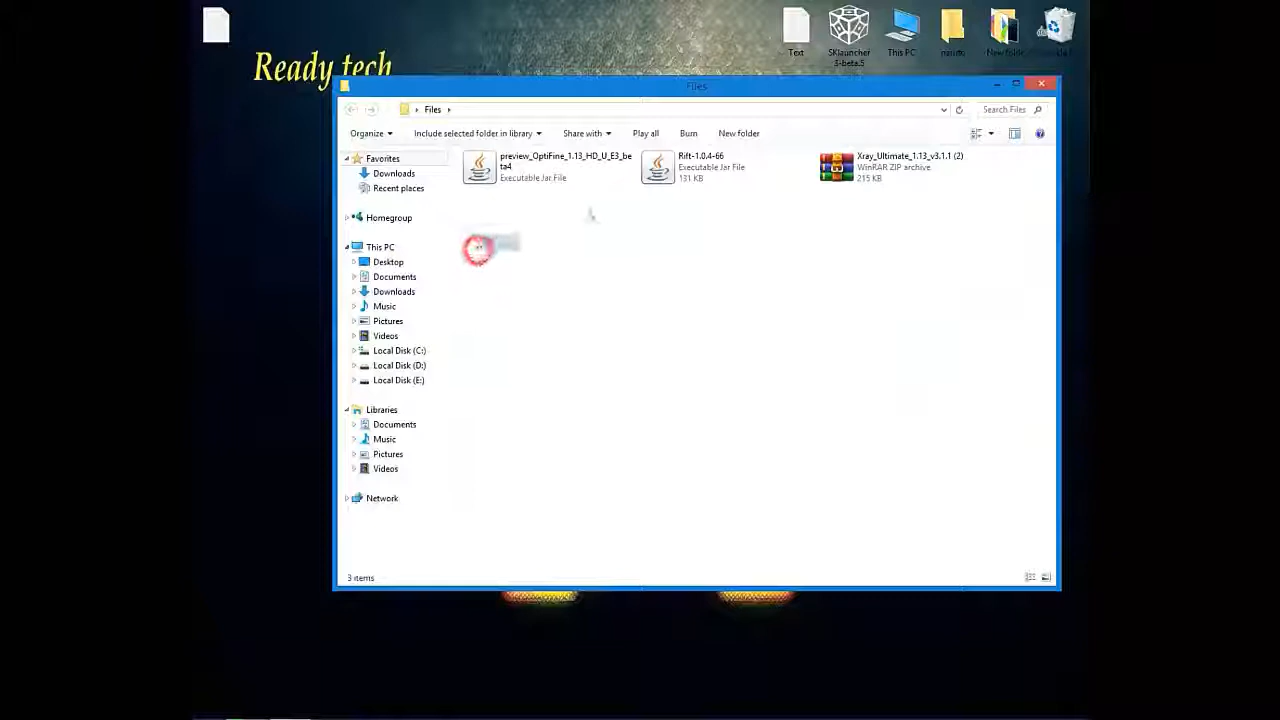 Ready tech
Text
SKlauncher
3-beta.5
This PC
Files
Files
Search Files
Organize
Include selected folder in library
Share with
Play all
Burn
New folder
Favorites
Downloads
Recent places
Homegroup
This PC
Desktop
Documents
Downloads
Music
Pictures
Videos
Local Disk (C:)
Local Disk (D:)
Local Disk (E:)
Libraries
Documents
Music
Pictures
Videos
Network
preview_OptiFine_1.13_HD_U_E3_be
ta4
Executable Jar File
Rift-1.0.4-66
Executable Jar File
131 KB
Xray_Ultimate_1.13_v3.1.1 (2)
WinRAR ZIP archive
215 KB
3 items